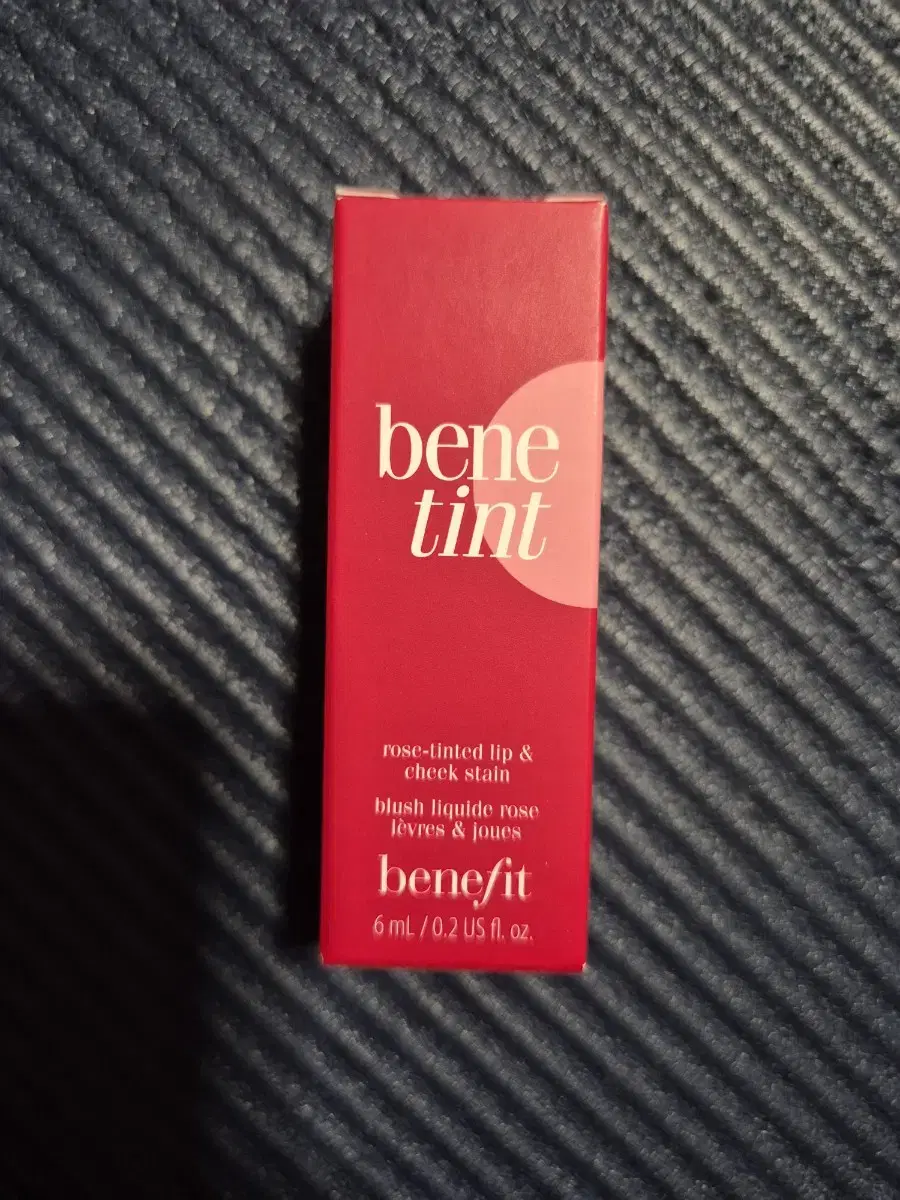 bene
tint
rose-tinted lip &
cheek stain
blush liquide rose
lèvres & joues
benefit
6 mL / 0.2 US fl. oz.